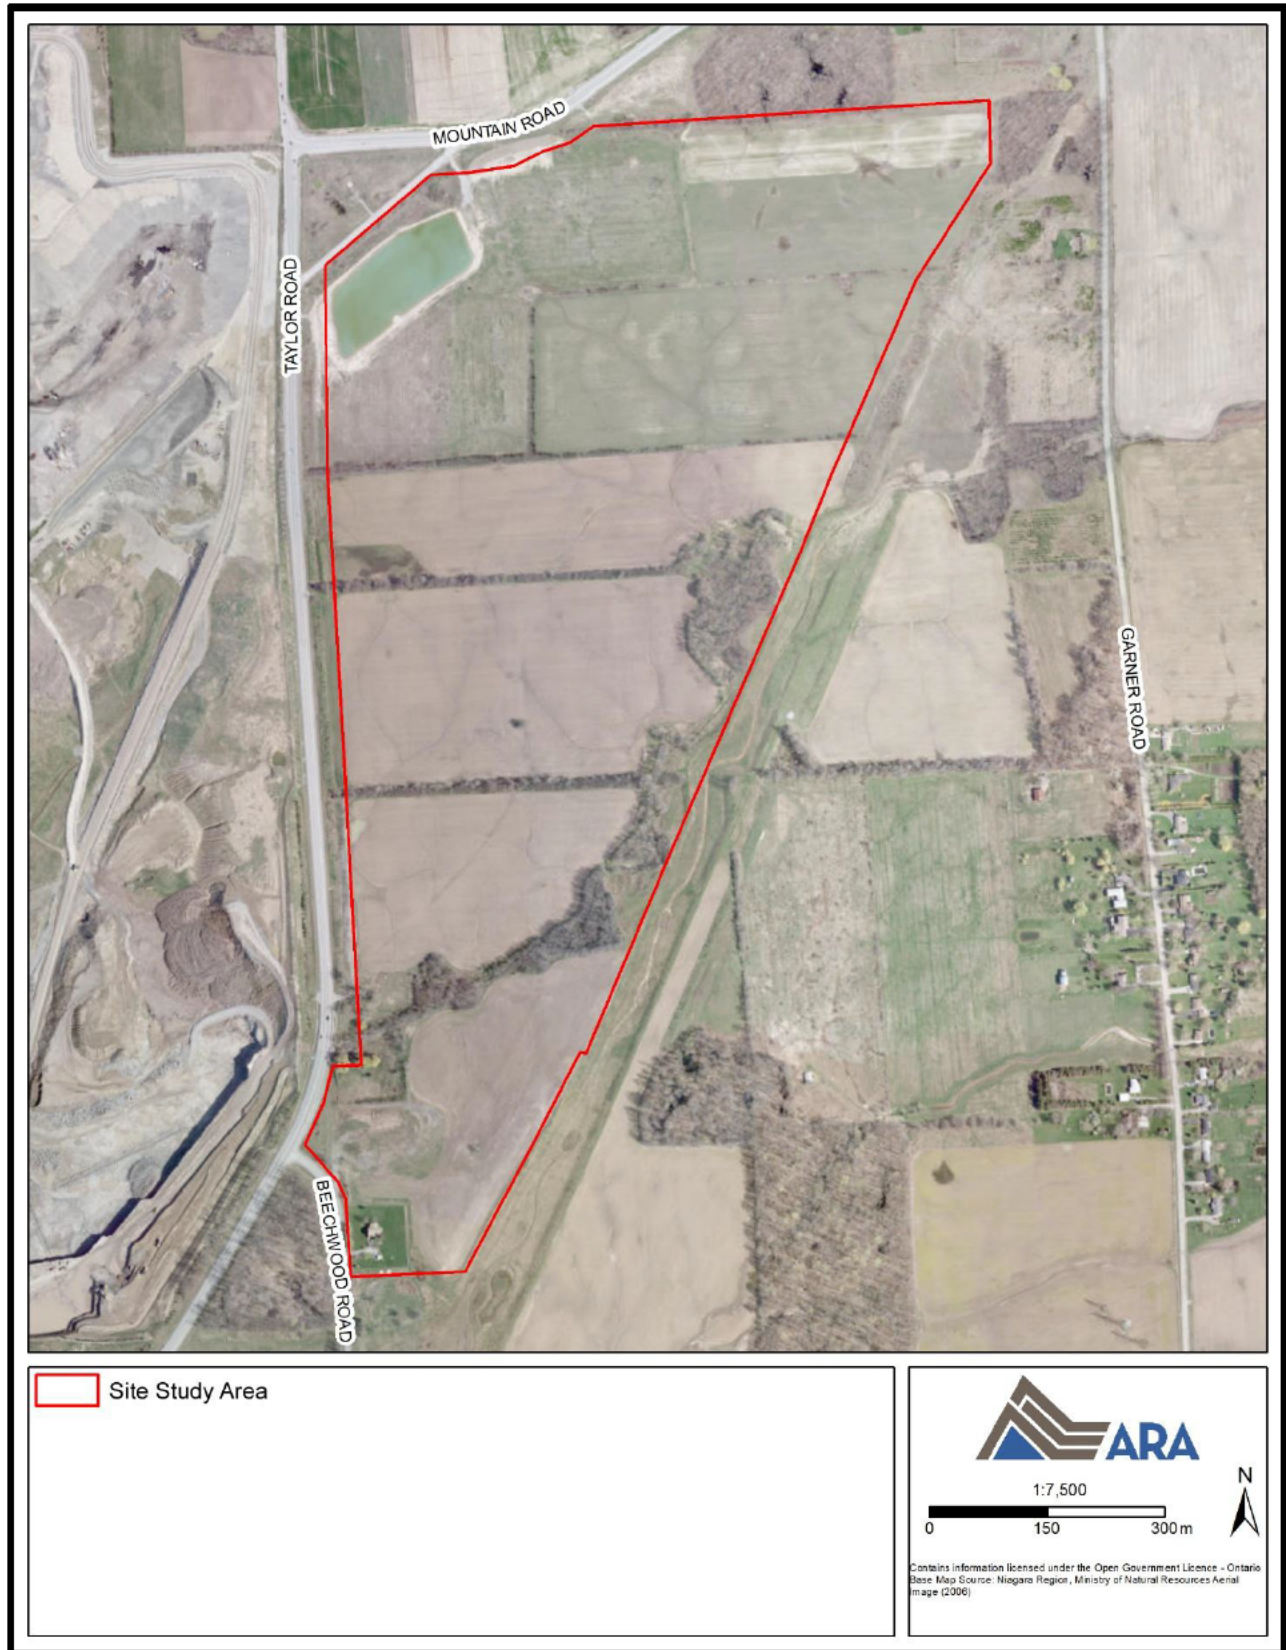 MOUNTAIN ROAD
TAYLOR ROAD
GARNER ROAD
BEECHWOOD ROAD
Site Study Area
ARA
1:7,500
N
0 150 300 m
Contains information licensed under the Open Government Licence - Ontario
Base Map Source: Niagara Region, Ministry of Natural Resources Aerial
Image (2006)